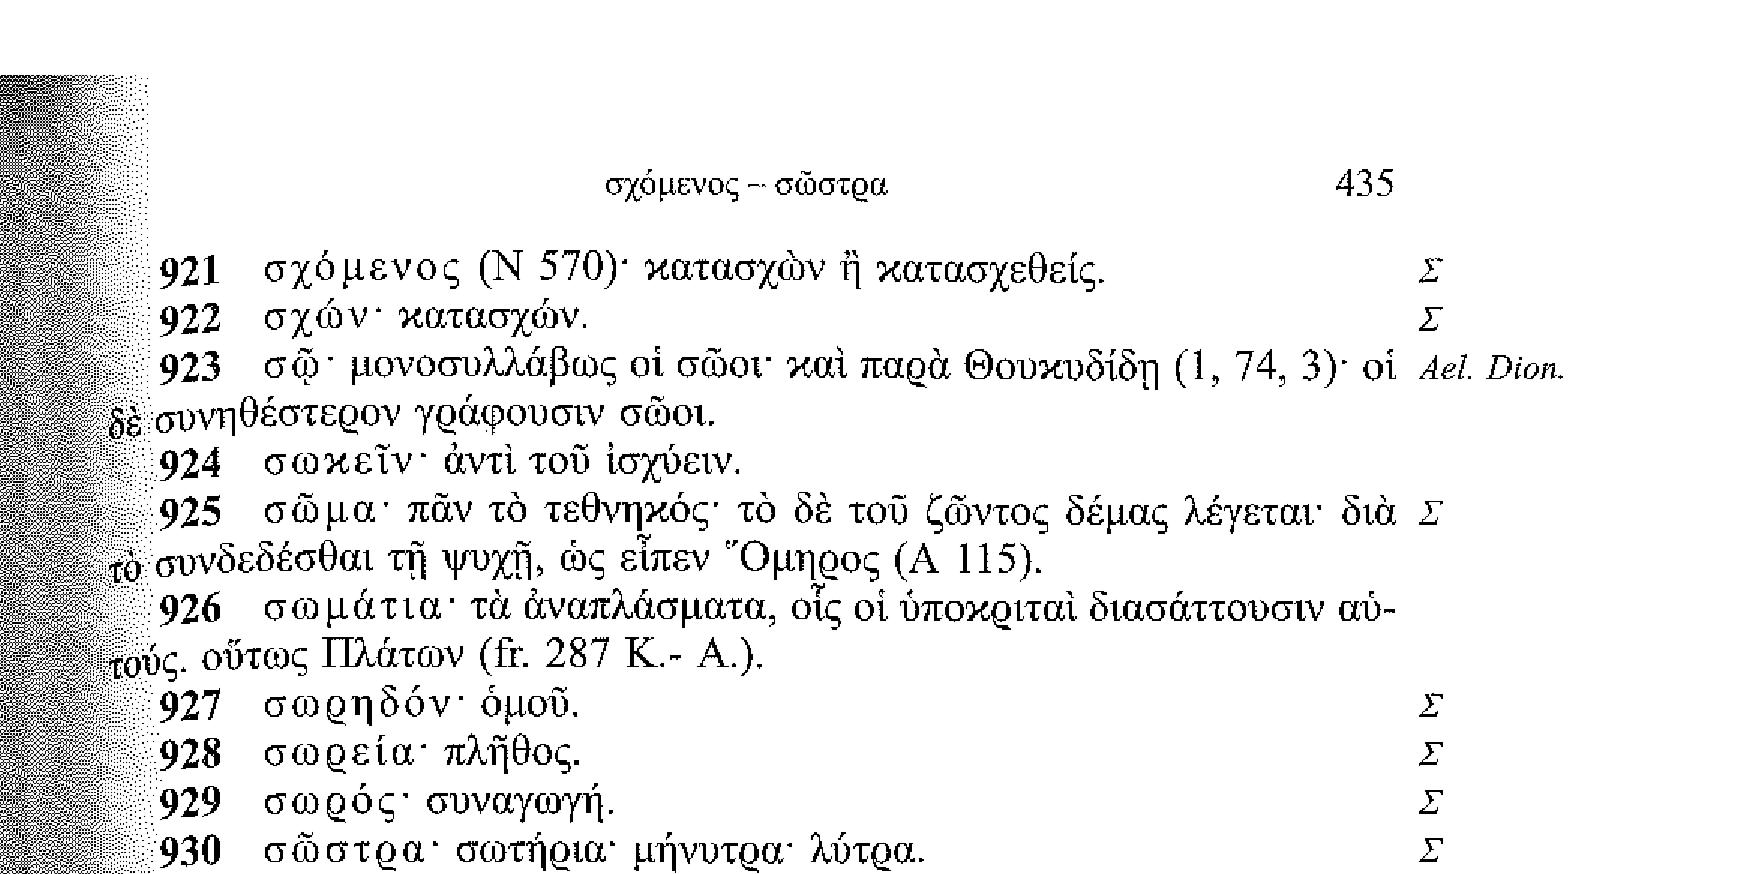 σχόμενος – σῶστρα 435
921 σχόμενος (Ν 570)· κατασχὼν ἢ κατασχεθείς. Σ
922 σχών· κατασχών. Σ
923 σῷ· μονοσυλλάβως οἱ σῶοι· καὶ παρὰ Θουκυδίδῃ (1, 74, 3)· οἱ Ael. Dion.
δὲ συνηθέστερον γράφουσιν σῶοι.
924 σωκεῖν· ἀντὶ τοῦ ἰσχύειν.
925 σῶμα· πᾶν τὸ τεθνηκός· τὸ δὲ τοῦ ζῶντος δέμας λέγεται· διὰ Σ
τὸ συνδεδέσθαι τῇ ψυχῇ, ὡς εἶπεν Ὅμηρος (Α 115).
926 σωμάτια· τὰ ἀναπλάσματα, οἷς οἱ ὑποκριταὶ διασάττουσιν αὑ-
τούς. οὕτως Πλάτων (fr. 287 K.- A.).
927 σωρηδόν· ὁμοῦ. Σ
928 σωρεία· πλῆθος. Σ
929 σωρός· συναγωγή. Σ
930 σῶστρα· σωτήρια· μήνυτρα· λύτρα. Σ